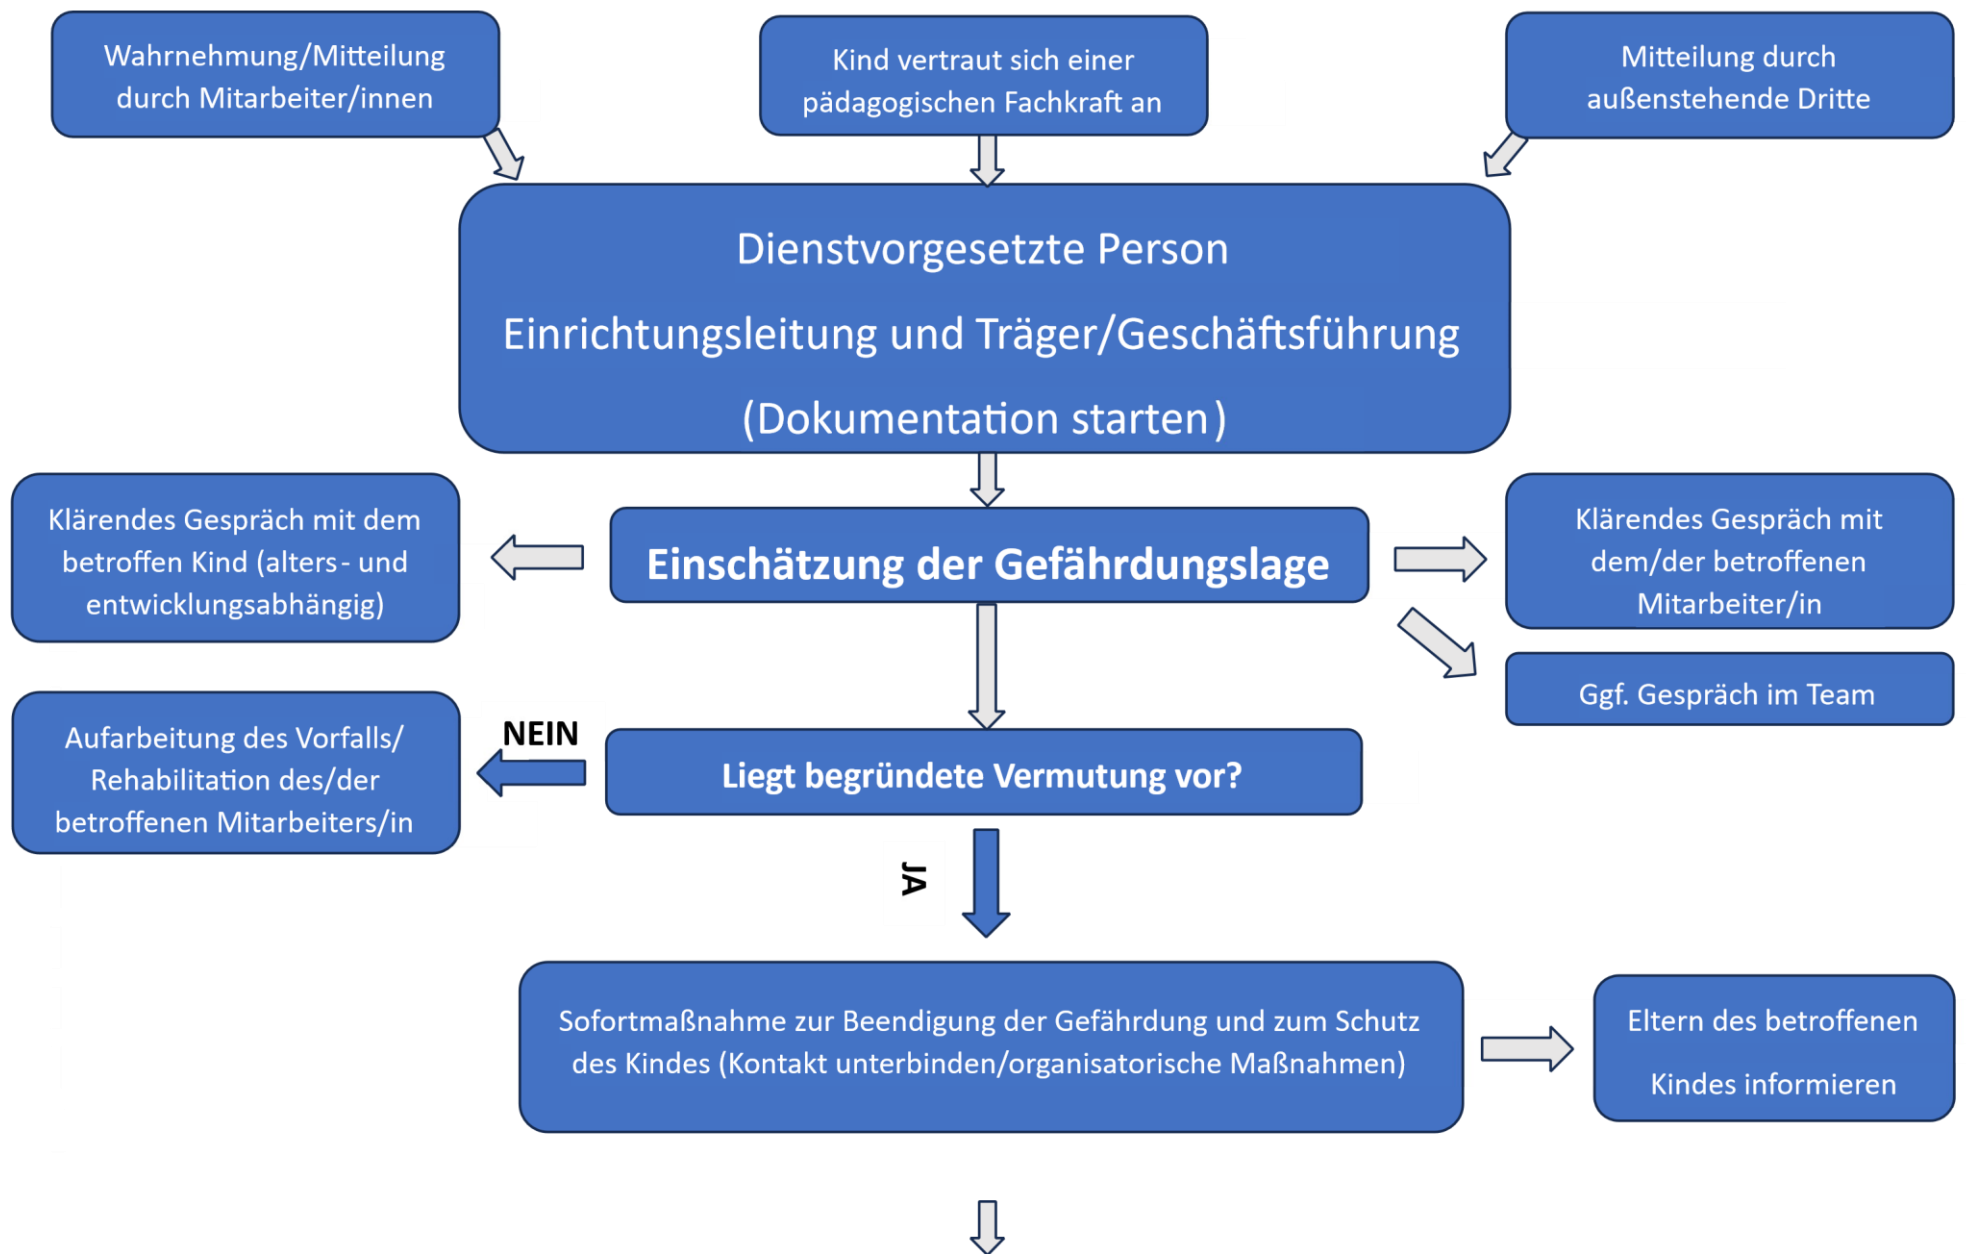 Wahrnehmung/Mitteilung
durch Mitarbeiter/innen
Kind vertraut sich einer
pädagogischen Fachkraft an
Mitteilung durch
außenstehende Dritte
Dienstvorgesetzte Person
Einrichtungsleitung und Träger/Geschäftsführung
(Dokumentation starten)
Klärendes Gespräch mit dem
betroffen Kind (alters- und
entwicklungsabhängig)
Einschätzung der Gefährdungslage
Klärendes Gespräch mit
dem/der betroffenen
Mitarbeiter/in
Ggf. Gespräch im Team
Aufarbeitung des Vorfalls/
Rehabilitation des/der
betroffenen Mitarbeiters/in
NEIN
Liegt begründete Vermutung vor?
JA
Sofortmaßnahme zur Beendigung der Gefährdung und zum Schutz
des Kindes (Kontakt unterbinden/organisatorische Maßnahmen)
Eltern des betroffenen
Kindes informieren